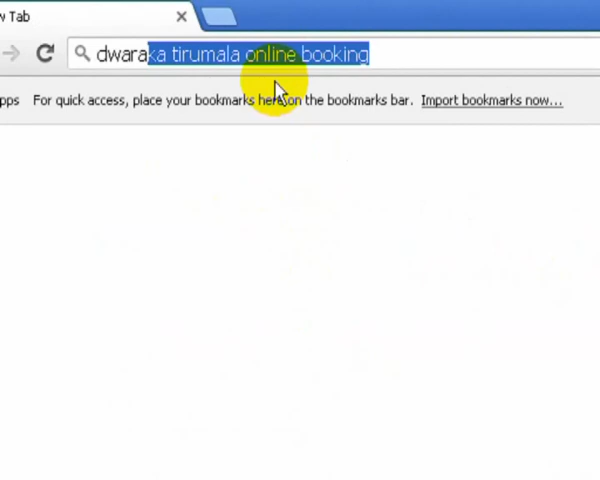 w Tab
dwaraka tirumala online booking
pps For quick access, place your bookmarks here on the bookmarks bar. Import bookmarks now...